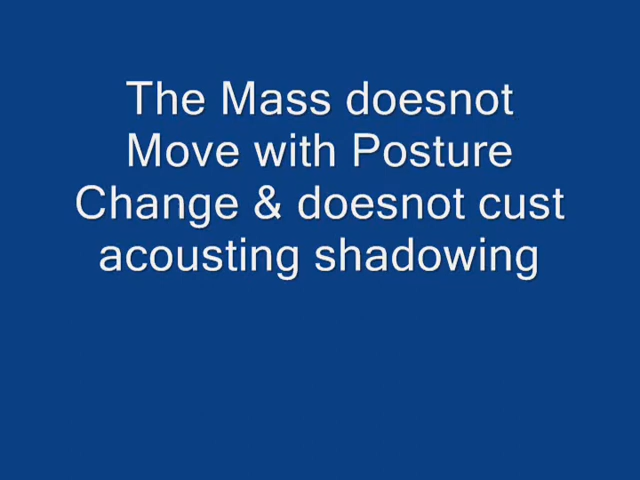 The Mass doesnot
Move with Posture
Change & doesnot cust
acousting shadowing